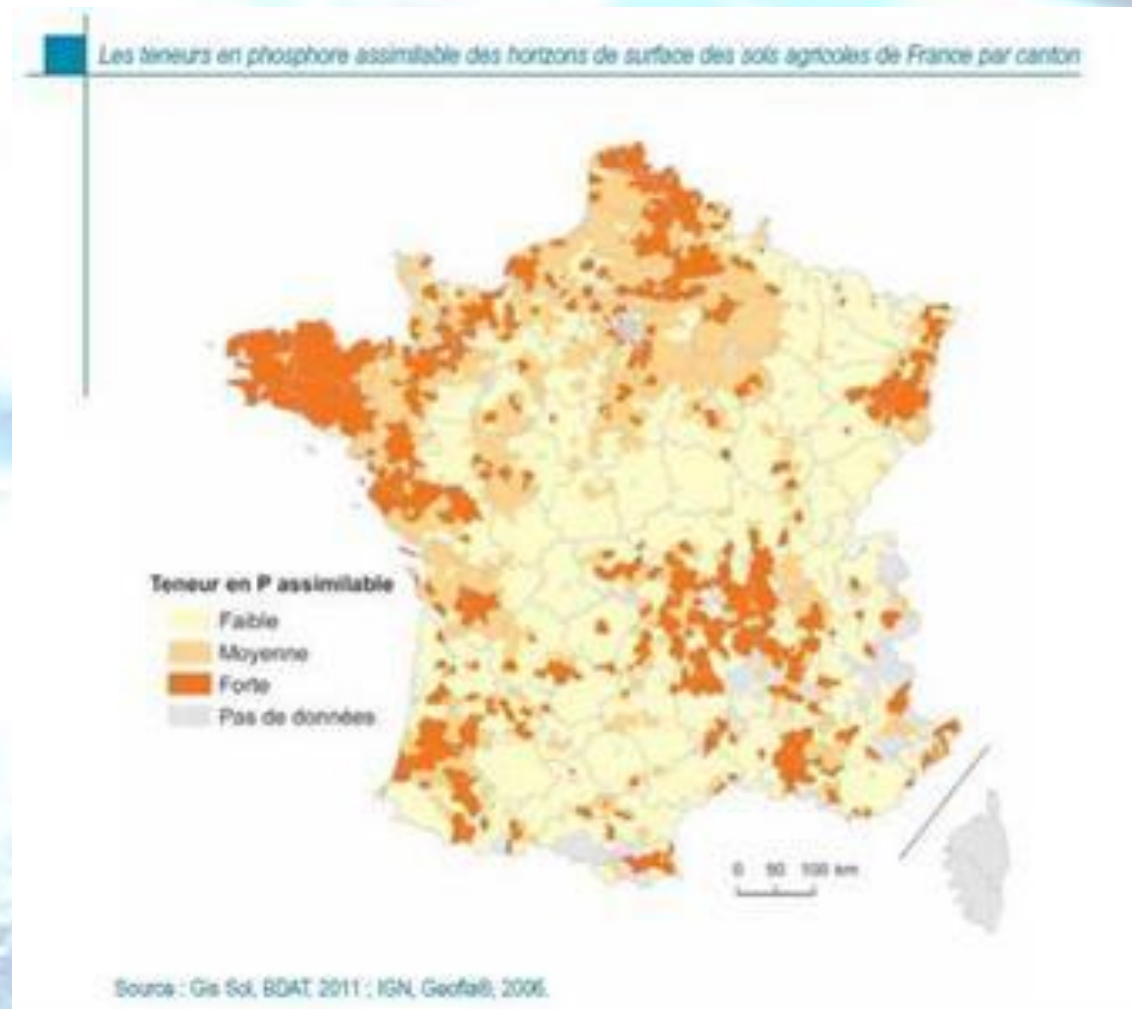 Les teneurs en phosphore assimilable des horizons de surface des sols agricoles de France par canton
Teneur en P assimilable
Faible
Moyenne
Forte
Pas de données
0 50 100 km
Source : Gis Sol, BDAT, 2011 ; IGN, Geofla®, 2006.